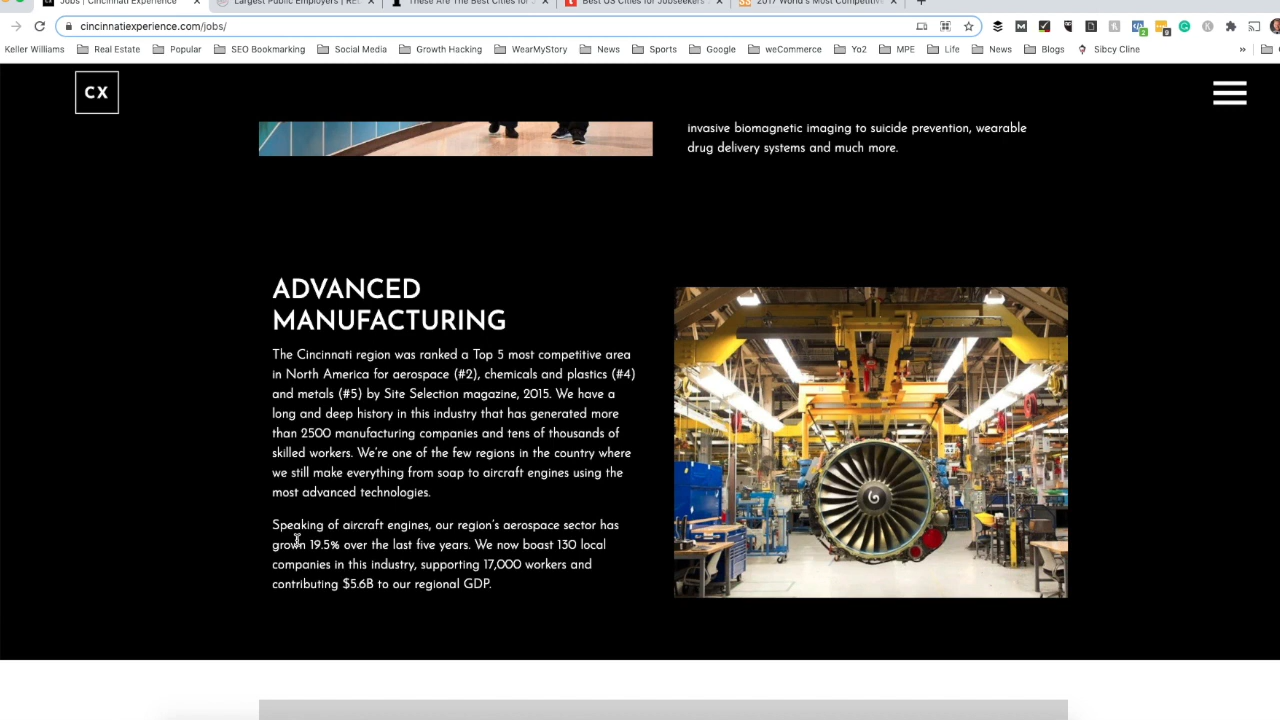 Jobs | Cincinnati Experience
Largest Public Employers | RE
These Are The Best Cities for
Best US Cities for Jobseekers
2017 World's Most Competitiv
cincinnatiexperience.com/jobs/
Keller Williams
Real Estate
Popular
SEO Bookmarking
Social Media
Growth Hacking
WearMyStory
News
Sports
Google
weCommerce
Yo2
MPE
Life
News
Blogs
Sibcy Cline
CX
invasive biomagnetic imaging to suicide prevention, wearable
drug delivery systems and much more.
ADVANCED
MANUFACTURING
The Cincinnati region was ranked a Top 5 most competitive area
in North America for aerospace (#2), chemicals and plastics (#4)
and metals (#5) by Site Selection magazine, 2015. We have a
long and deep history in this industry that has generated more
than 2500 manufacturing companies and tens of thousands of
skilled workers. We're one of the few regions in the country where
we still make everything from soap to aircraft engines using the
most advanced technologies.
Speaking of aircraft engines, our region's aerospace sector has
grown 19.5% over the last five years. We now boast 130 local
companies in this industry, supporting 17,000 workers and
contributing $5.6B to our regional GDP.